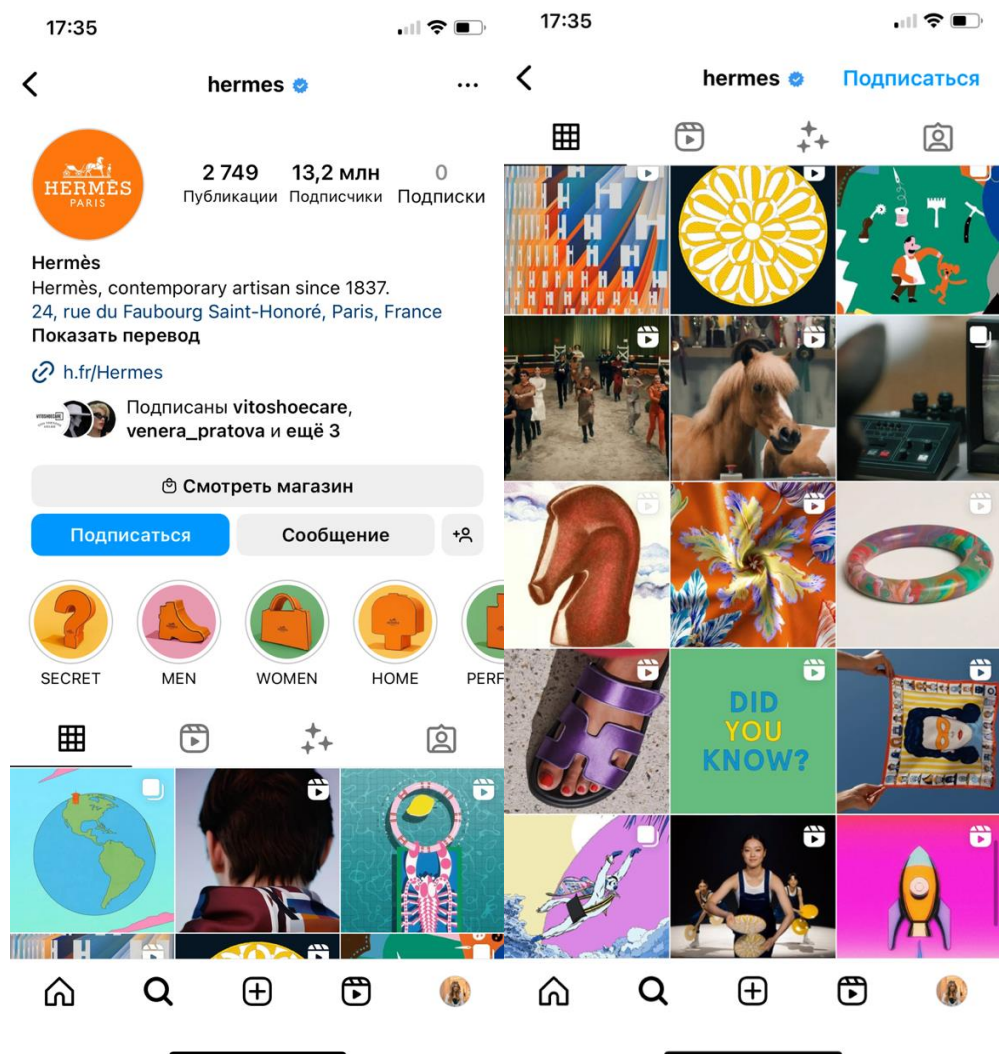 17:35
hermes
HERMÈS
PARIS
2 749
13,2 млн
0
Публикации
Подписчики
Подписки
Hermès
Hermès, contemporary artisan since 1837.
24, rue du Faubourg Saint-Honoré, Paris, France
Показать перевод
h.fr/Hermes
Подписаны vitoshoecare,
venera_pratova и ещё 3
Смотреть магазин
Подписаться
Сообщение
SECRET
MEN
WOMEN
HOME
PERF
17:35
hermes
Подписаться
DID
YOU
KNOW?